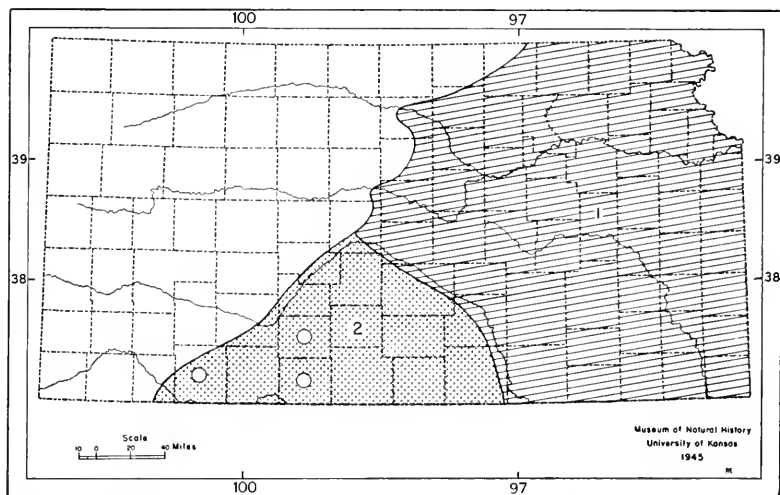 100 97
39 39
1
38 38
2
Scale
10 0 20 40 Miles
Museum of Natural History
University of Kansas
1945
M
100 97